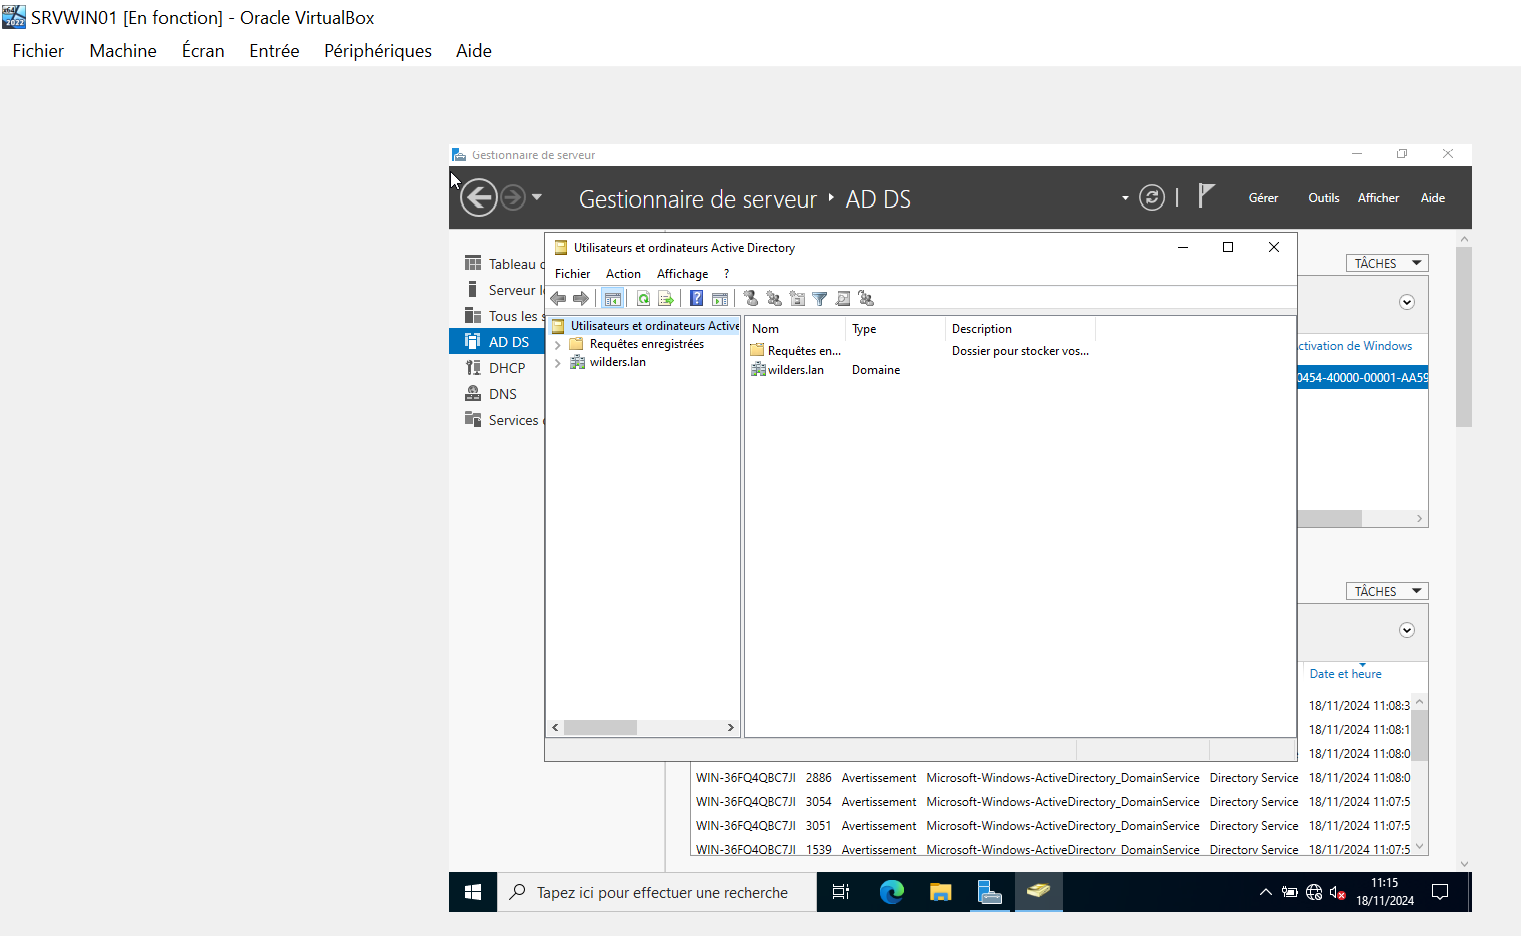 SRVWIN01 [En fonction] - Oracle VirtualBox
Fichier Machine Écran Entrée Périphériques Aide
Gestionnaire de serveur
Gestionnaire de serveur AD DS
Gérer Outils Afficher Aide
Tableau
Serveur
Tous les
AD DS
DHCP
DNS
Services
Utilisateurs et ordinateurs Active Directory
Fichier Action Affichage ?
Utilisateurs et ordinateurs Active
Requêtes enregistrées
wilders.lan
Nom Type Description
Requêtes en... Dossier pour stocker vos...
wilders.lan Domaine
TÂCHES
ctivation de Windows
0454-40000-00001-AA59
TÂCHES
Date et heure
18/11/2024 11:08:3
18/11/2024 11:08:1
18/11/2024 11:08:0
WIN-36FQ4QBC7JI 2886 Avertissement Microsoft-Windows-ActiveDirectory_DomainService Directory Service 18/11/2024 11:08:0
WIN-36FQ4QBC7JI 3054 Avertissement Microsoft-Windows-ActiveDirectory_DomainService Directory Service 18/11/2024 11:07:5
WIN-36FQ4QBC7JI 3051 Avertissement Microsoft-Windows-ActiveDirectory_DomainService Directory Service 18/11/2024 11:07:5
WIN-36FQ4QBC7JI 1539 Avertissement Microsoft-Windows-ActiveDirectory_DomainService Directory Service 18/11/2024 11:07:5
Tapez ici pour effectuer une recherche
11:15
18/11/2024